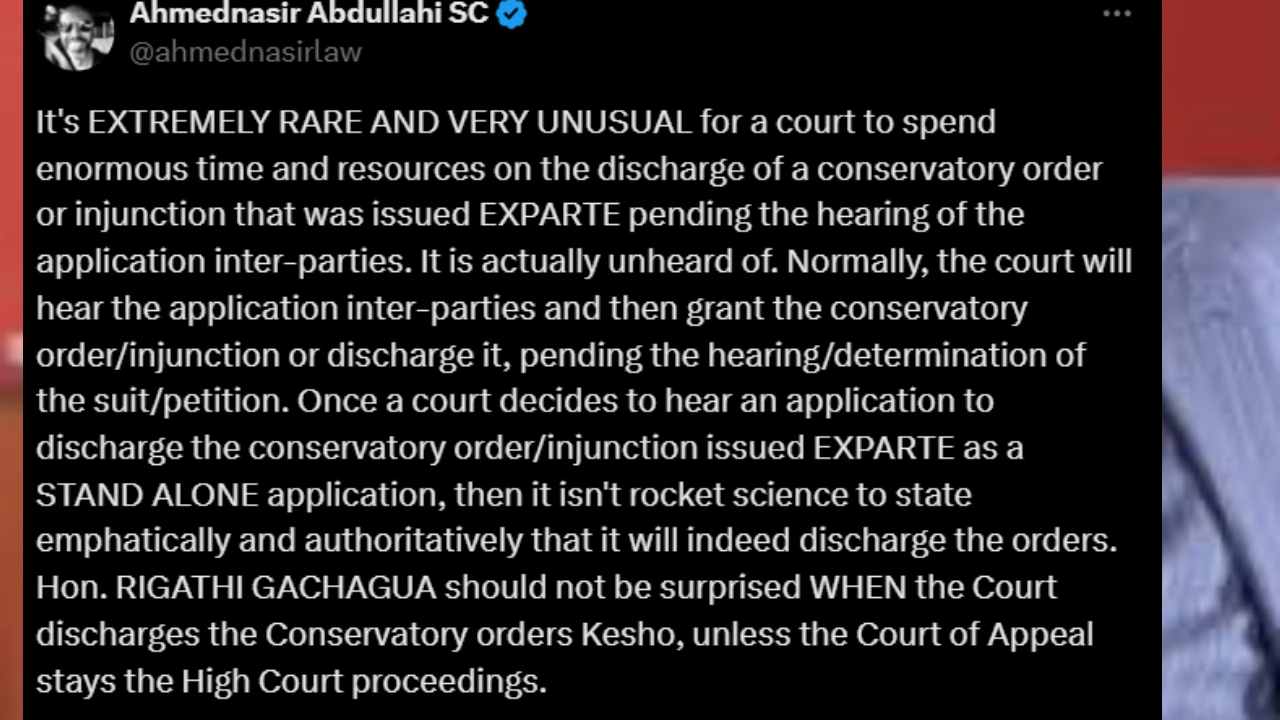 Ahmednasir Abdullahi SC
@ahmednasirlaw
It's EXTREMELY RARE AND VERY UNUSUAL for a court to spend
enormous time and resources on the discharge of a conservatory order
or injunction that was issued EXPARTE pending the hearing of the
application inter-parties. It is actually unheard of. Normally, the court will
hear the application inter-parties and then grant the conservatory
order/injunction or discharge it, pending the hearing/determination of
the suit/petition. Once a court decides to hear an application to
discharge the conservatory order/injunction issued EXPARTE as a
STAND ALONE application, then it isn't rocket science to state
emphatically and authoritatively that it will indeed discharge the orders.
Hon. RIGATHI GACHAGUA should not be surprised WHEN the Court
discharges the Conservatory orders Kesho, unless the Court of Appeal
stays the High Court proceedings.